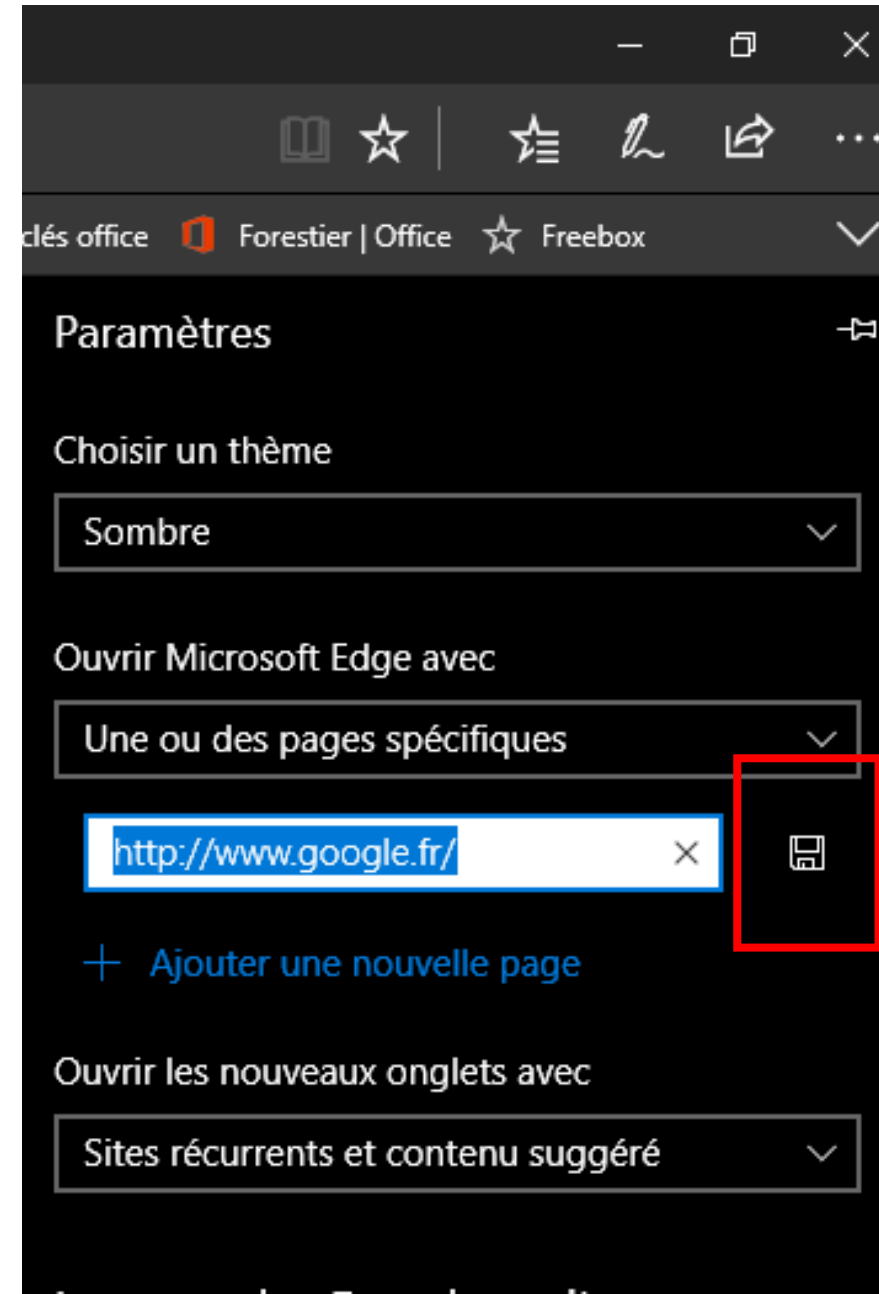 clés office Forestier | Office Freebox
Paramètres
Choisir un thème
Sombre
Ouvrir Microsoft Edge avec
Une ou des pages spécifiques
http://www.google.fr/
Ajouter une nouvelle page
Ouvrir les nouveaux onglets avec
Sites récurrents et contenu suggéré